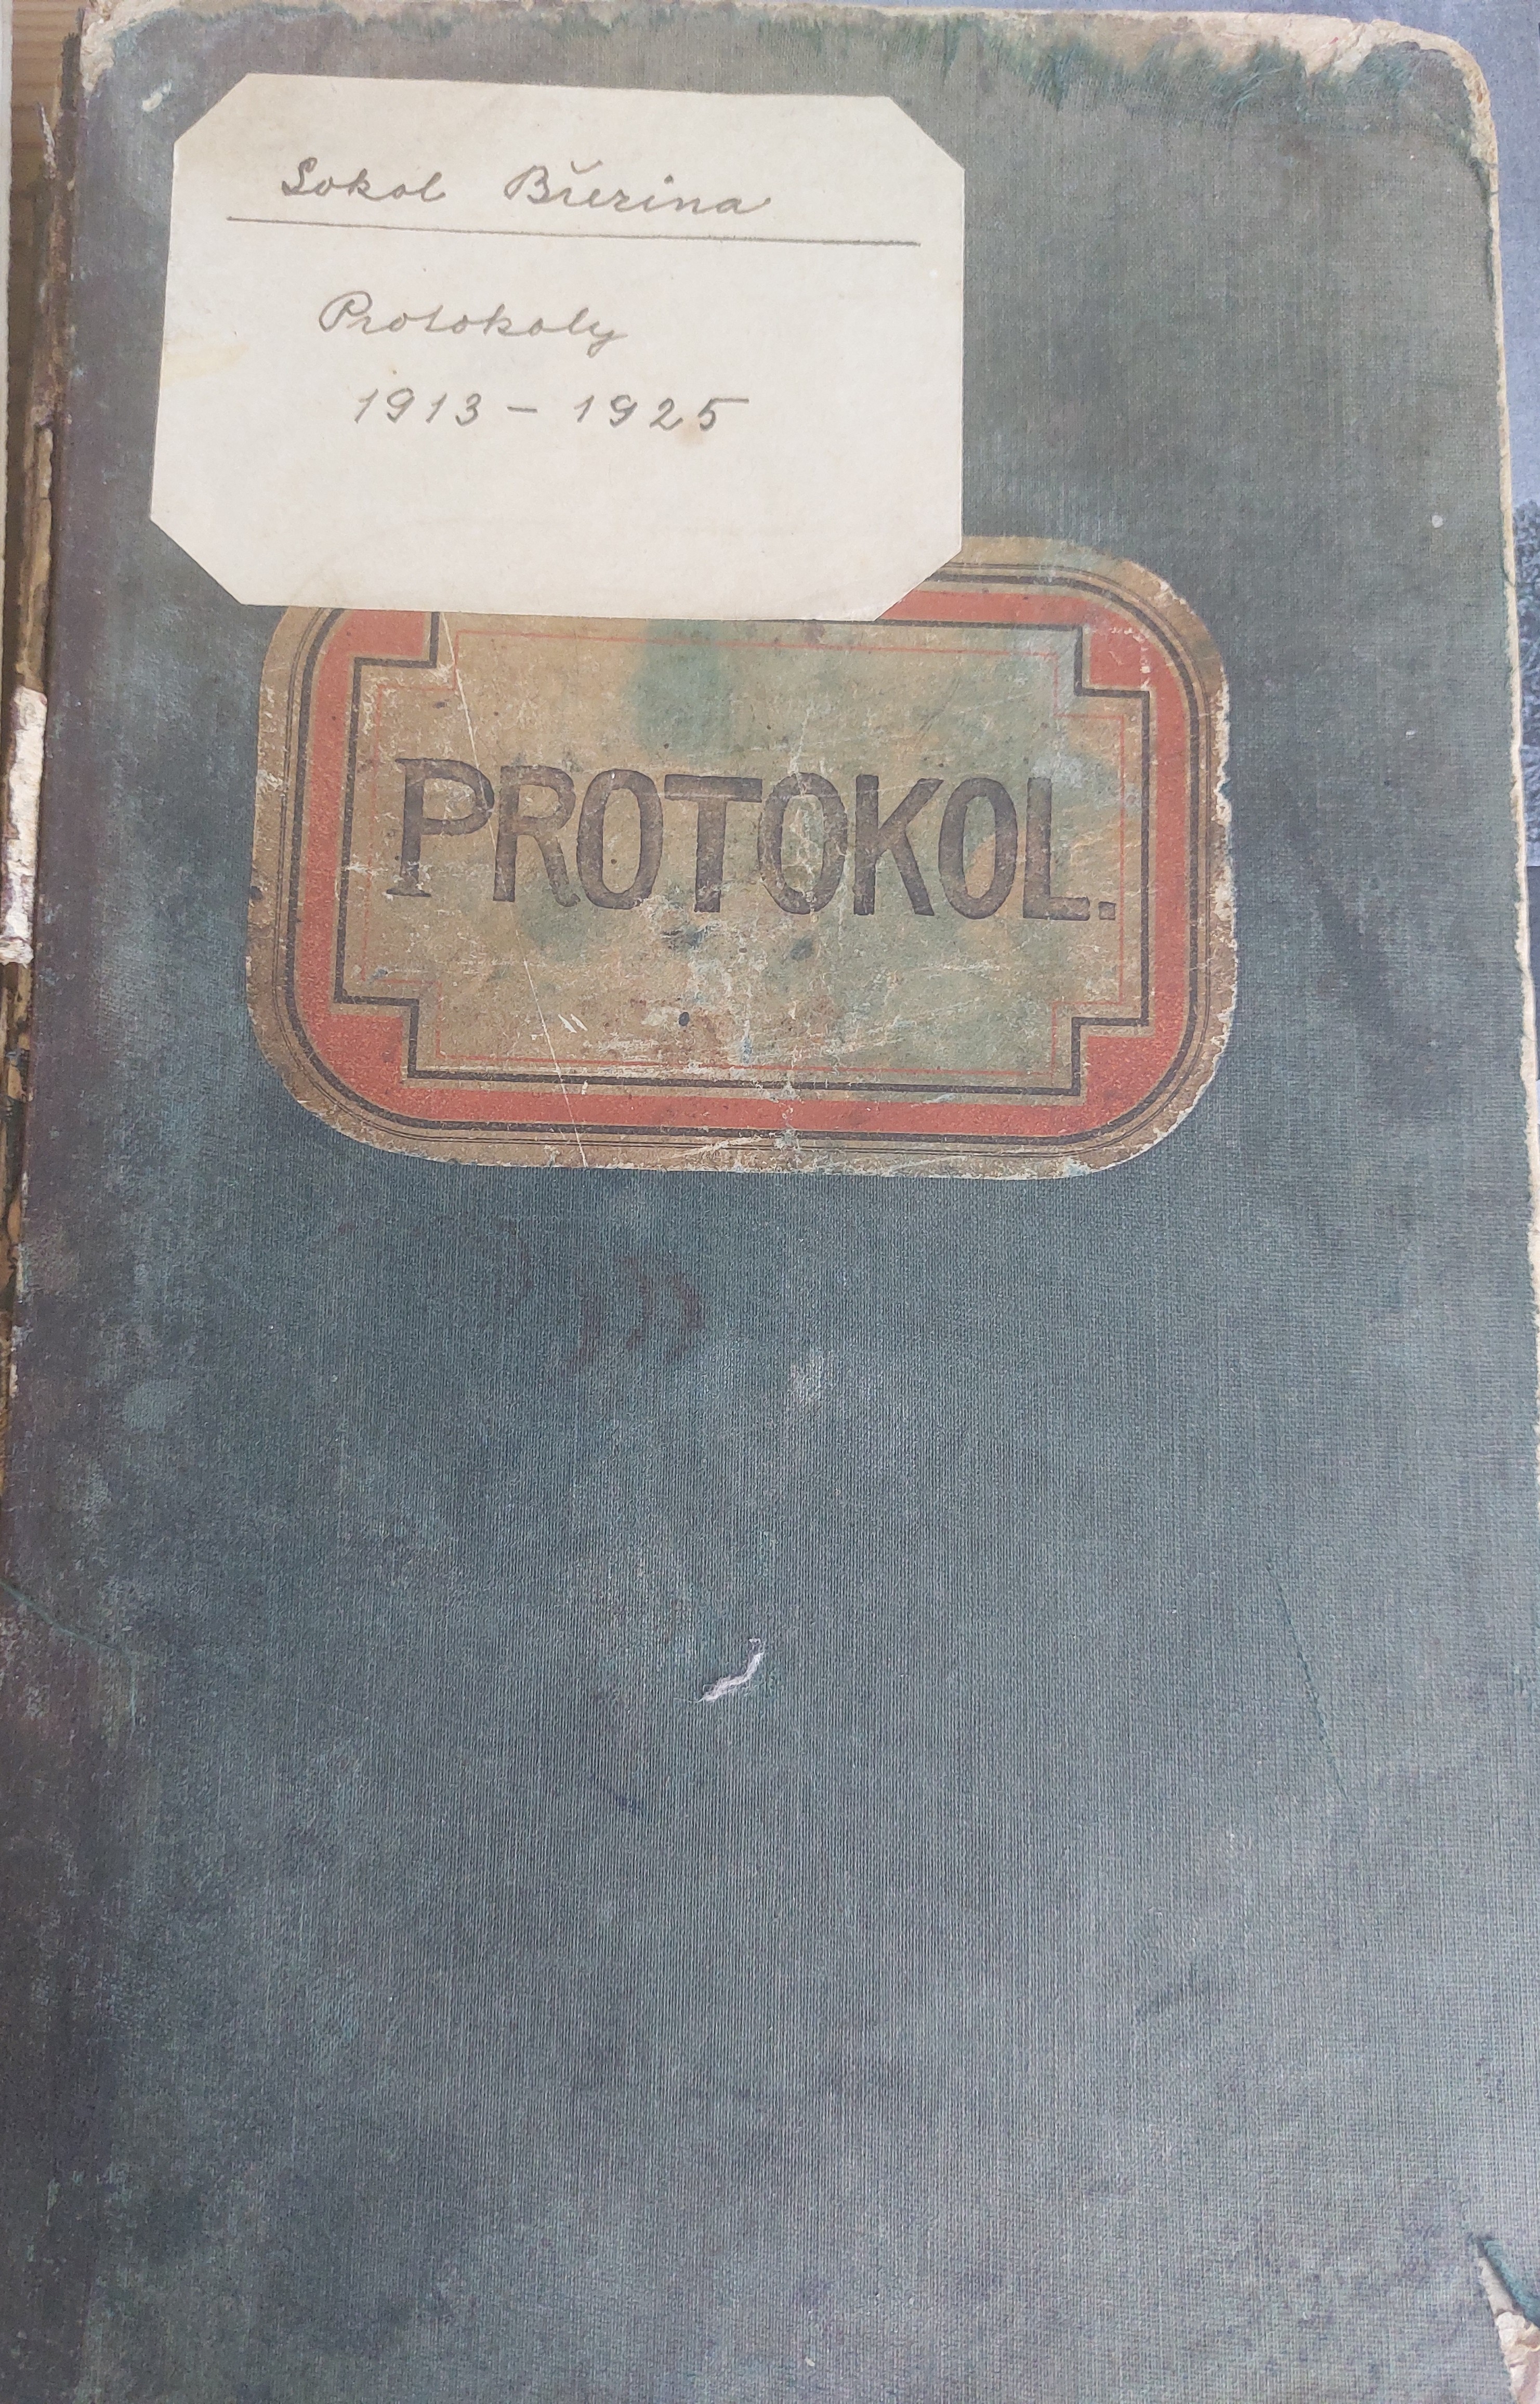 Sokol Březina
Protokoly
1913 - 1925
PROTOKOL.